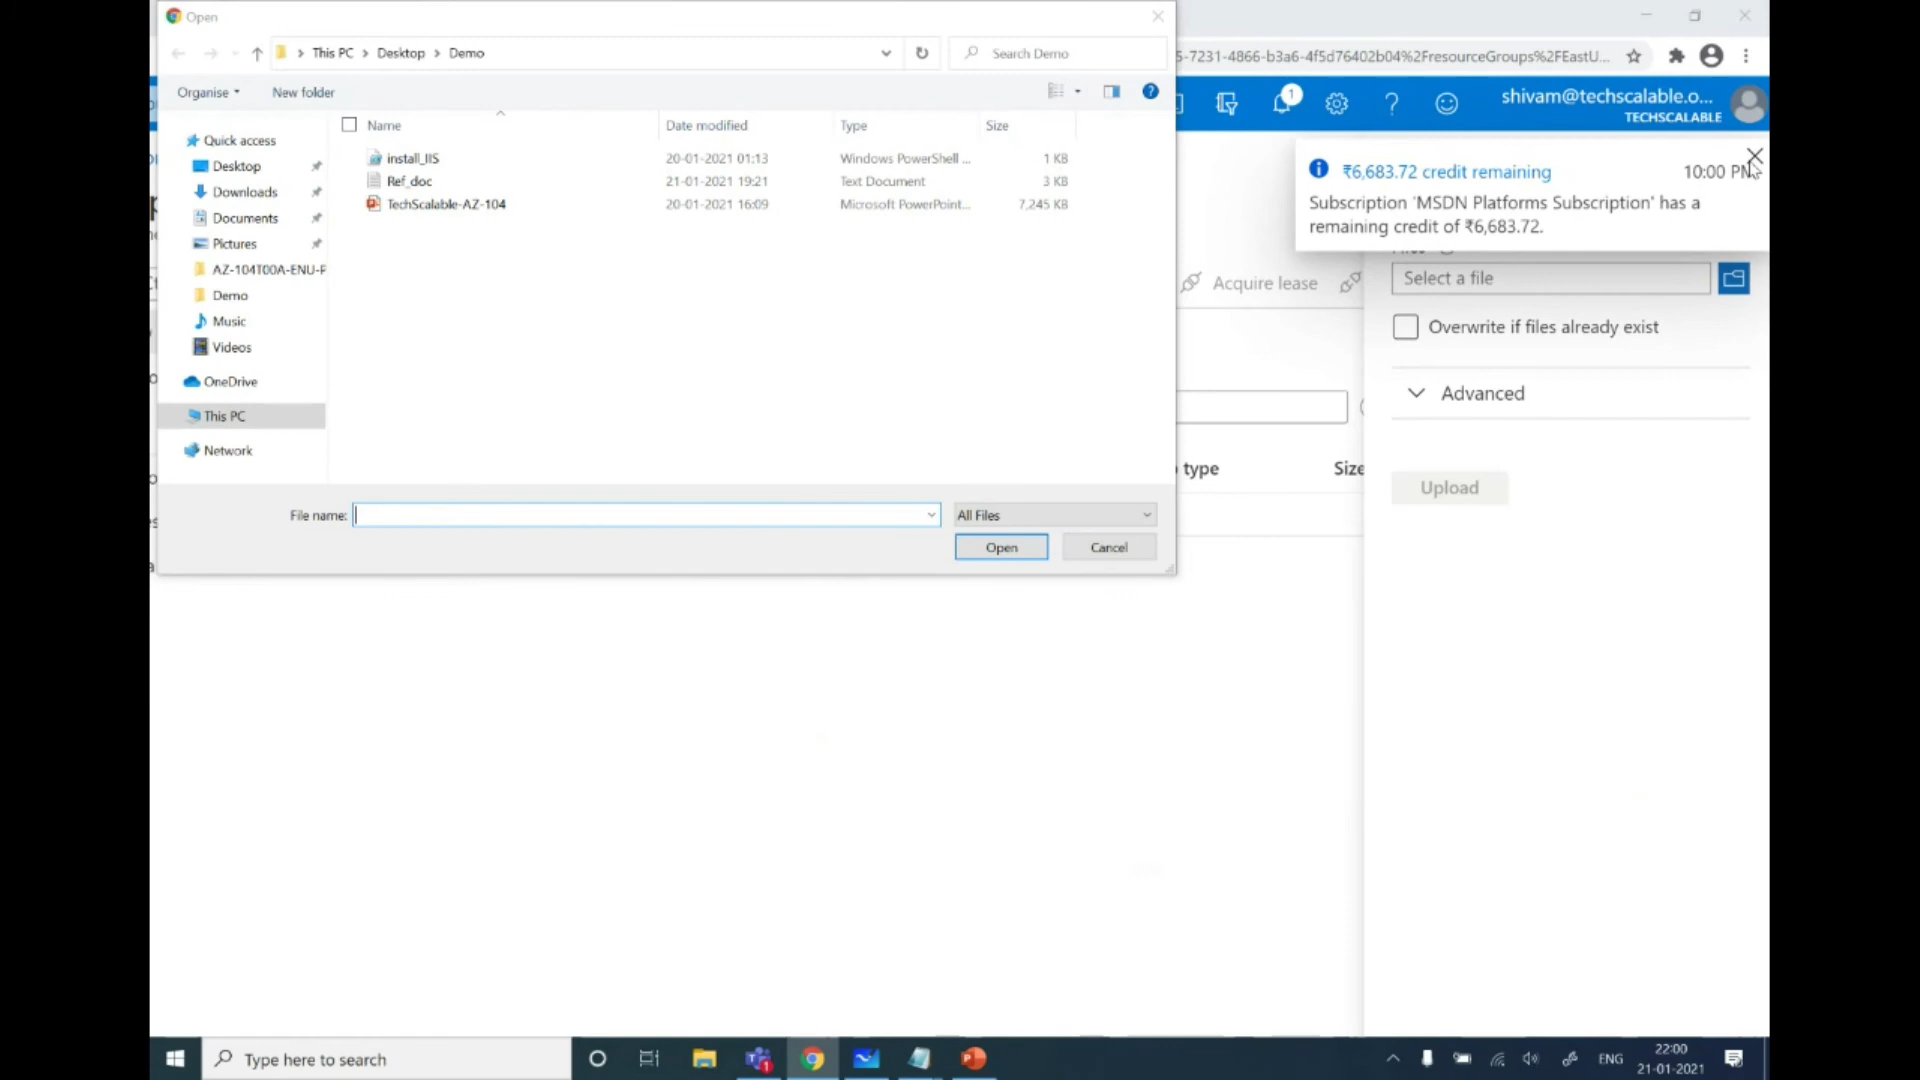 Open
This PC > Desktop > Demo
Search Demo
5-7231-4866-b3a6-4f5d76402b04%2FresourceGroups%2FEastU...
Organise
New folder
1
shivam@techscalable.o...
TECHSCALABLE
Name
Date modified
Type
Size
Quick access
Desktop
Downloads
Documents
Pictures
AZ-104T00A-ENU-P
Demo
Music
Videos
OneDrive
This PC
Network
install_IIS
20-01-2021 01:13
Windows PowerShell ...
1 KB
Ref_doc
21-01-2021 19:21
Text Document
3 KB
TechScalable-AZ-104
20-01-2021 16:09
Microsoft PowerPoint...
7,245 KB
₹6,683.72 credit remaining
10:00 PM
Subscription 'MSDN Platforms Subscription' has a
remaining credit of ₹6,683.72.
Acquire lease
Select a file
Overwrite if files already exist
Advanced
type
Size
Upload
File name:
All Files
Open
Cancel
Type here to search
1
ENG
22:00
21-01-2021